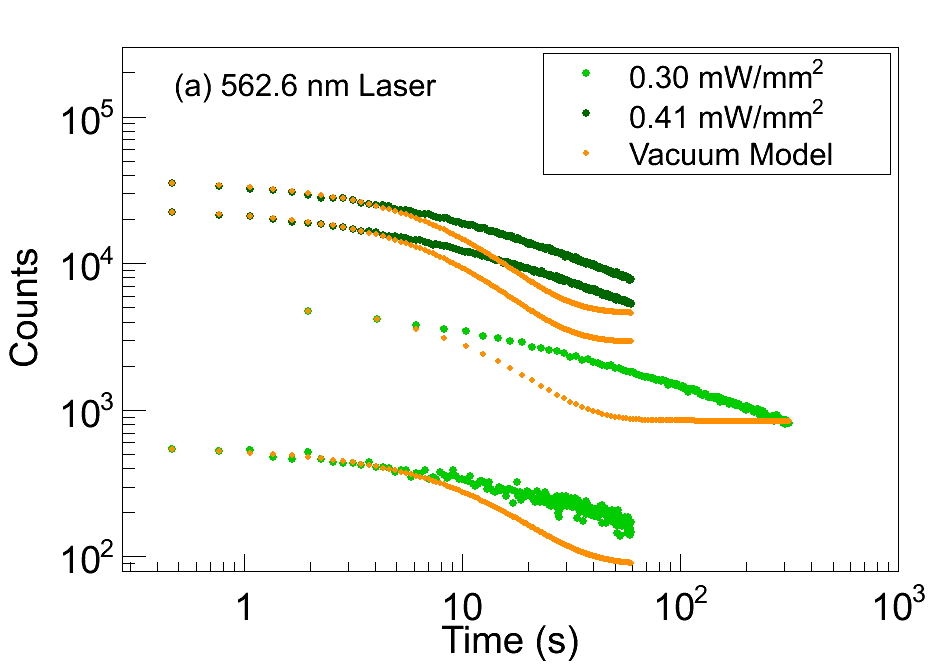 (a) 562.6 nm Laser
0.30 mW/mm²
0.41 mW/mm²
Vacuum Model
Counts
10⁵
10⁴
10³
10²
1
10
10²
10³
Time (s)